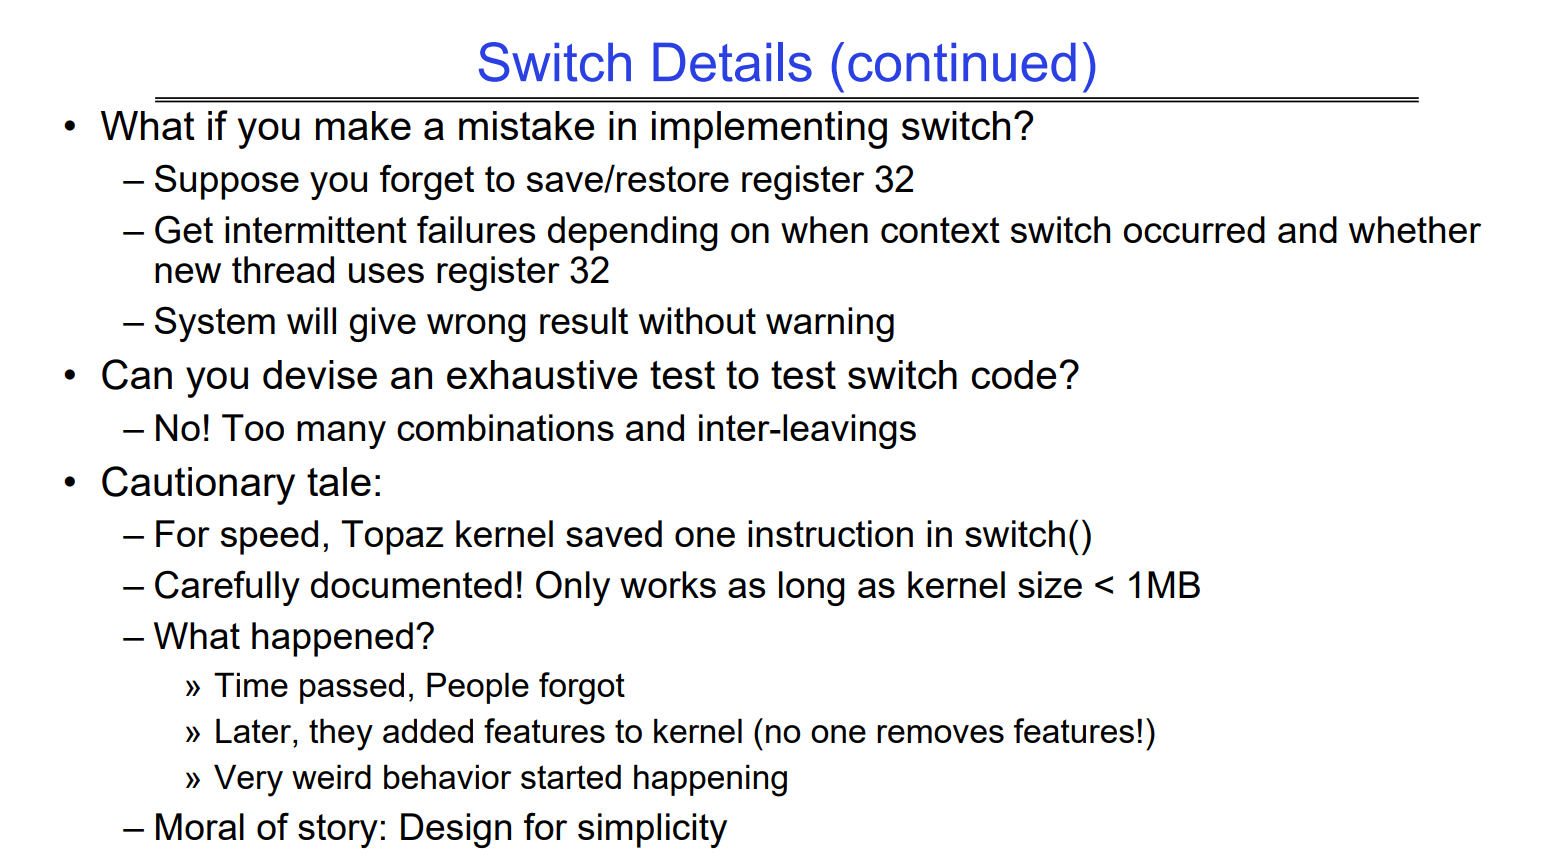 Switch Details (continued)
• What if you make a mistake in implementing switch?
– Suppose you forget to save/restore register 32
– Get intermittent failures depending on when context switch occurred and whether
new thread uses register 32
– System will give wrong result without warning
• Can you devise an exhaustive test to test switch code?
– No! Too many combinations and inter-leavings
• Cautionary tale:
– For speed, Topaz kernel saved one instruction in switch()
– Carefully documented! Only works as long as kernel size < 1MB
– What happened?
» Time passed, People forgot
» Later, they added features to kernel (no one removes features!)
» Very weird behavior started happening
– Moral of story: Design for simplicity